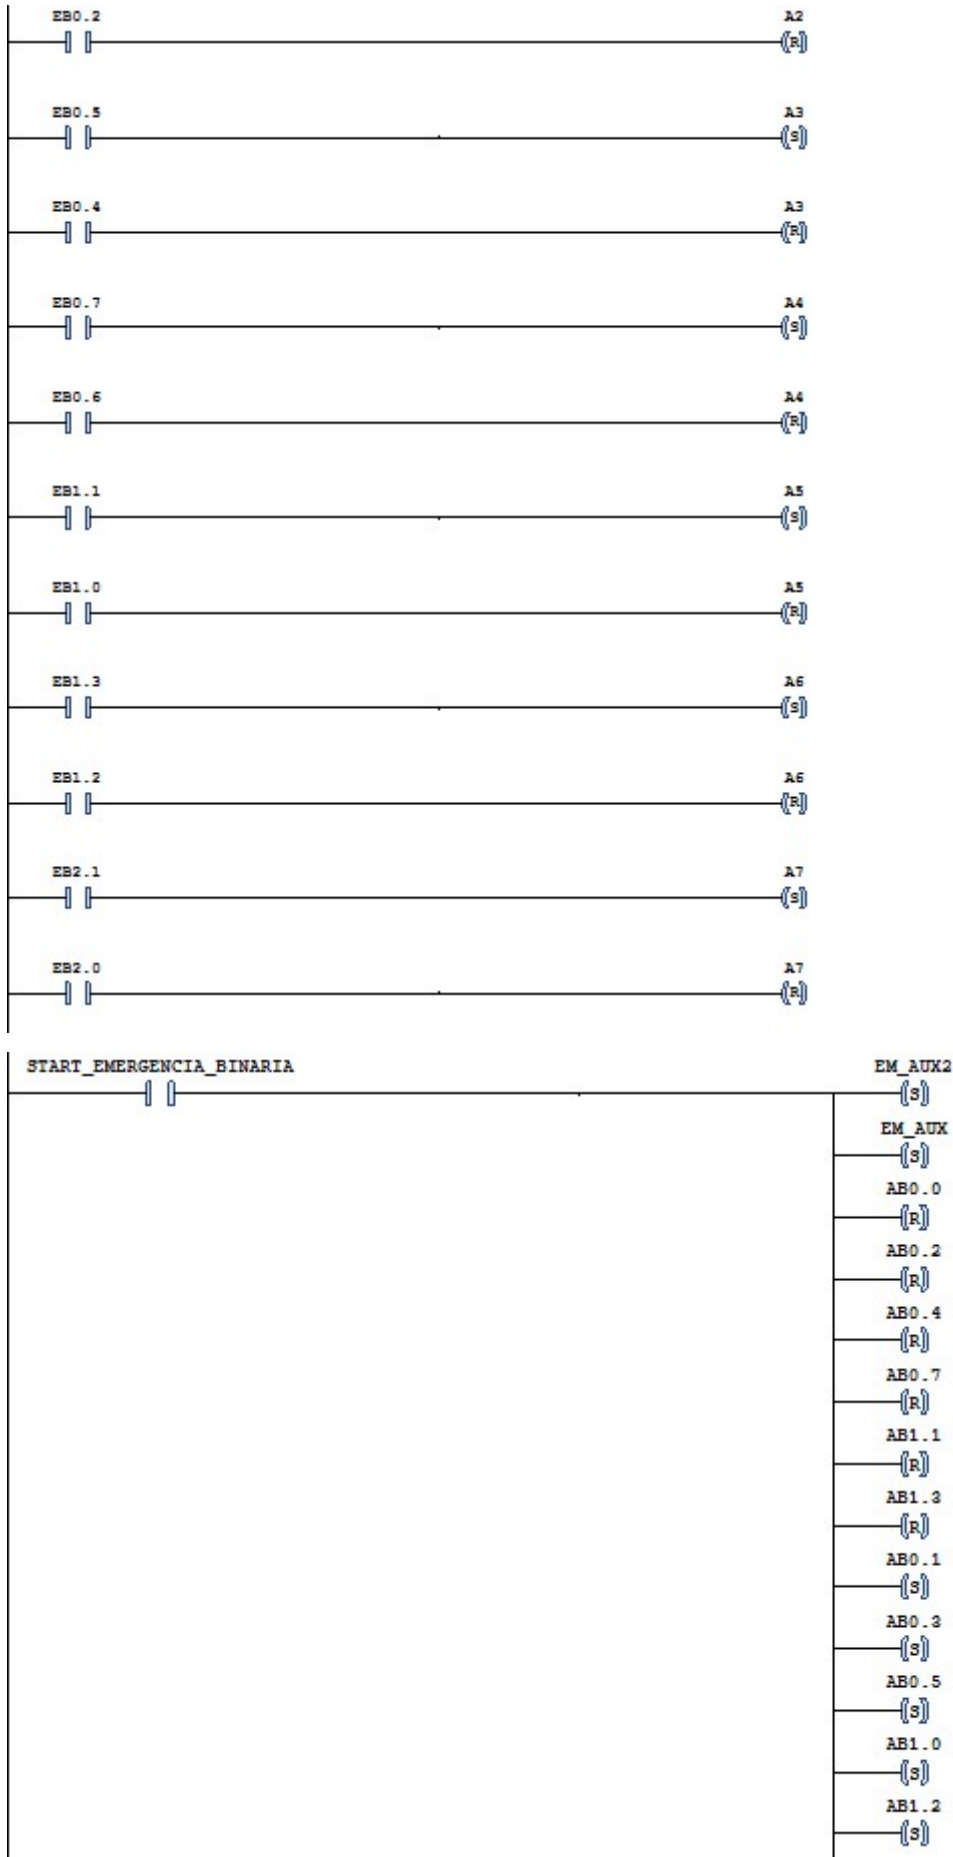 EB0.2 A2
(R)
EB0.5 A3
(S)
EB0.4 A3
(R)
EB0.7 A4
(S)
EB0.6 A4
(R)
EB1.1 A5
(S)
EB1.0 A5
(R)
EB1.3 A6
(S)
EB1.2 A6
(R)
EB2.1 A7
(S)
EB2.0 A7
(R)
START_EMERGENCIA_BINARIA EM_AUX2
(S)
EM_AUX
(S)
AB0.0
(R)
AB0.2
(R)
AB0.4
(R)
AB0.7
(R)
AB1.1
(R)
AB1.3
(R)
AB0.1
(S)
AB0.3
(S)
AB0.5
(S)
AB1.0
(S)
AB1.2
(S)